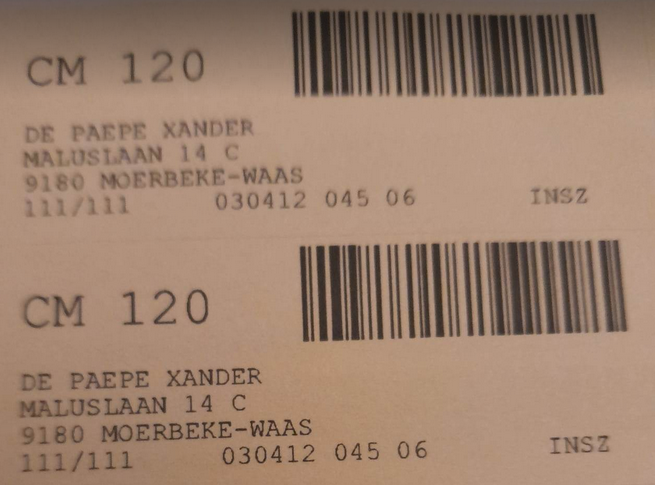 CM 120
DE PAEPE XANDER
MALUSLAAN 14 C
9180 MOERBEKE-WAAS
111/111 030412 045 06 INSZ
CM 120
DE PAEPE XANDER
MALUSLAAN 14 C
9180 MOERBEKE-WAAS
111/111 030412 045 06 INSZ